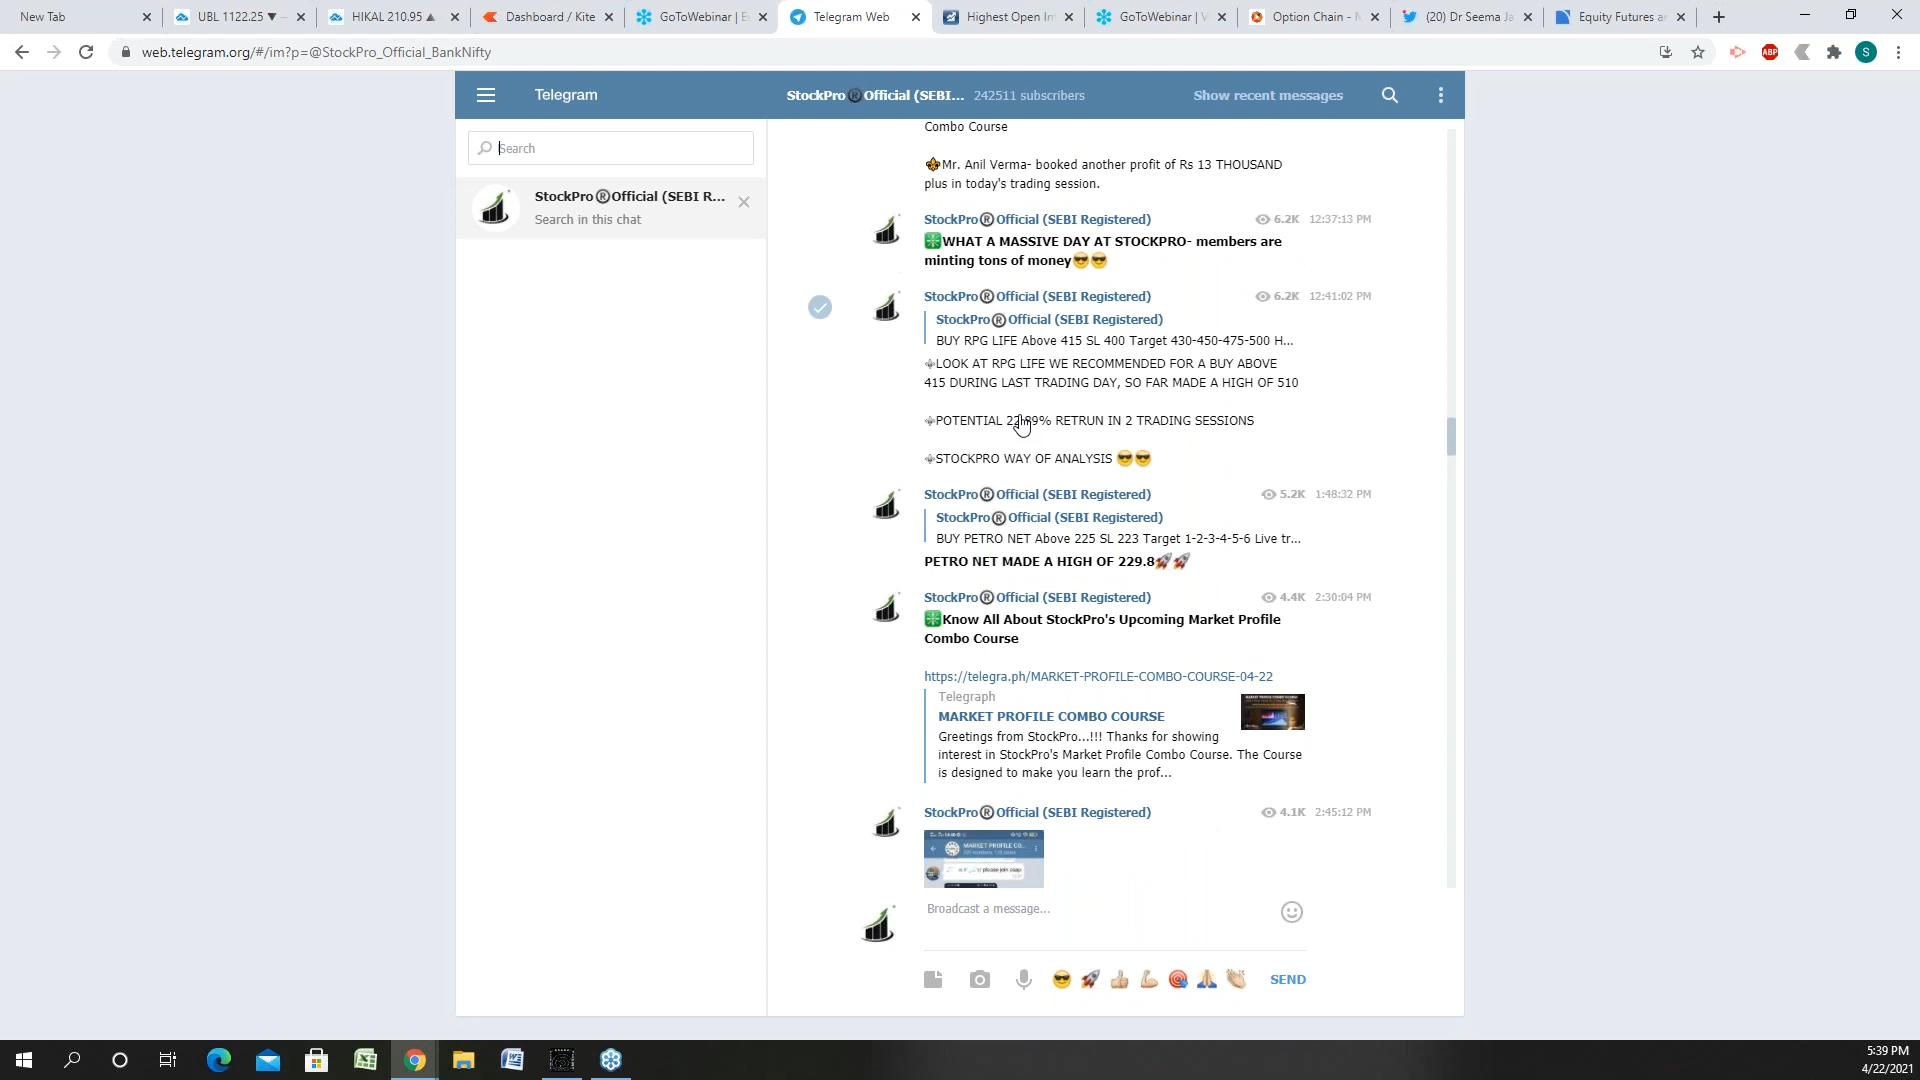 New Tab
UBL 1122.25 ▼
HIKAL 210.95 ▲
Dashboard / Kite
GoToWebinar |
Telegram Web
Highest Open In
GoToWebinar |
Option Chain -
(20) Dr Seema Ja
Equity Futures a
web.telegram.org/#/im?p=@StockPro_Official_BankNifty
ABP
S
Telegram
StockPro®Official (SEBI... 242511 subscribers
Show recent messages
Search
StockPro®Official (SEBI R...
Search in this chat
Combo Course
⚜Mr. Anil Verma- booked another profit of Rs 13 THOUSAND
plus in today's trading session.
StockPro®Official (SEBI Registered) 6.2K 12:37:13 PM
❇WHAT A MASSIVE DAY AT STOCKPRO- members are
minting tons of money😎😎
StockPro®Official (SEBI Registered) 6.2K 12:41:02 PM
StockPro®Official (SEBI Registered)
BUY RPG LIFE Above 415 SL 400 Target 430-450-475-500 H...
LOOK AT RPG LIFE WE RECOMMENDED FOR A BUY ABOVE
415 DURING LAST TRADING DAY, SO FAR MADE A HIGH OF 510
POTENTIAL RETRUN IN 2 TRADING SESSIONS
STOCKPRO WAY OF ANALYSIS 😎😎
StockPro®Official (SEBI Registered) 5.2K 1:48:32 PM
StockPro®Official (SEBI Registered)
BUY PETRO NET Above 225 SL 223 Target 1-2-3-4-5-6 Live tr...
PETRO NET MADE A HIGH OF 229.8🚀🚀
StockPro®Official (SEBI Registered) 4.4K 2:30:04 PM
❇Know All About StockPro's Upcoming Market Profile
Combo Course
https://telegra.ph/MARKET-PROFILE-COMBO-COURSE-04-22
Telegraph
MARKET PROFILE COMBO COURSE
Greetings from StockPro...!!! Thanks for showing
interest in StockPro's Market Profile Combo Course. The Course
is designed to make you learn the prof...
StockPro®Official (SEBI Registered) 4.1K 2:45:12 PM
MARKET PROFILE CO...
please join asap
Broadcast a message...
😎 🚀 👍 💪 🎯 🙏 👏 SEND
5:39 PM
4/22/2021